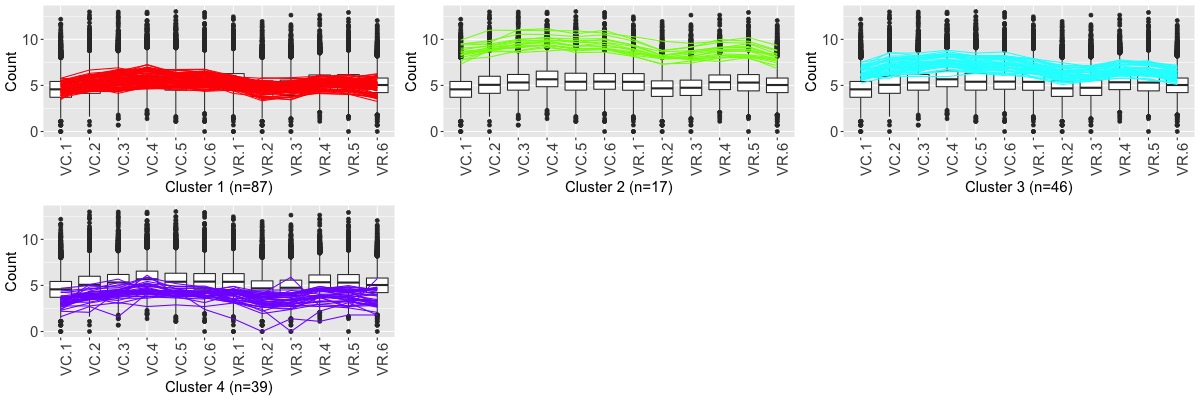 Count
10
5
0
VC.1 VC.2 VC.3 VC.4 VC.5 VC.6 VR.1 VR.2 VR.3 VR.4 VR.5 VR.6
Cluster 1 (n=87)
Count
10
5
0
VC.1 VC.2 VC.3 VC.4 VC.5 VC.6 VR.1 VR.2 VR.3 VR.4 VR.5 VR.6
Cluster 2 (n=17)
Count
10
5
0
VC.1 VC.2 VC.3 VC.4 VC.5 VC.6 VR.1 VR.2 VR.3 VR.4 VR.5 VR.6
Cluster 3 (n=46)
Count
10
5
0
VC.1 VC.2 VC.3 VC.4 VC.5 VC.6 VR.1 VR.2 VR.3 VR.4 VR.5 VR.6
Cluster 4 (n=39)